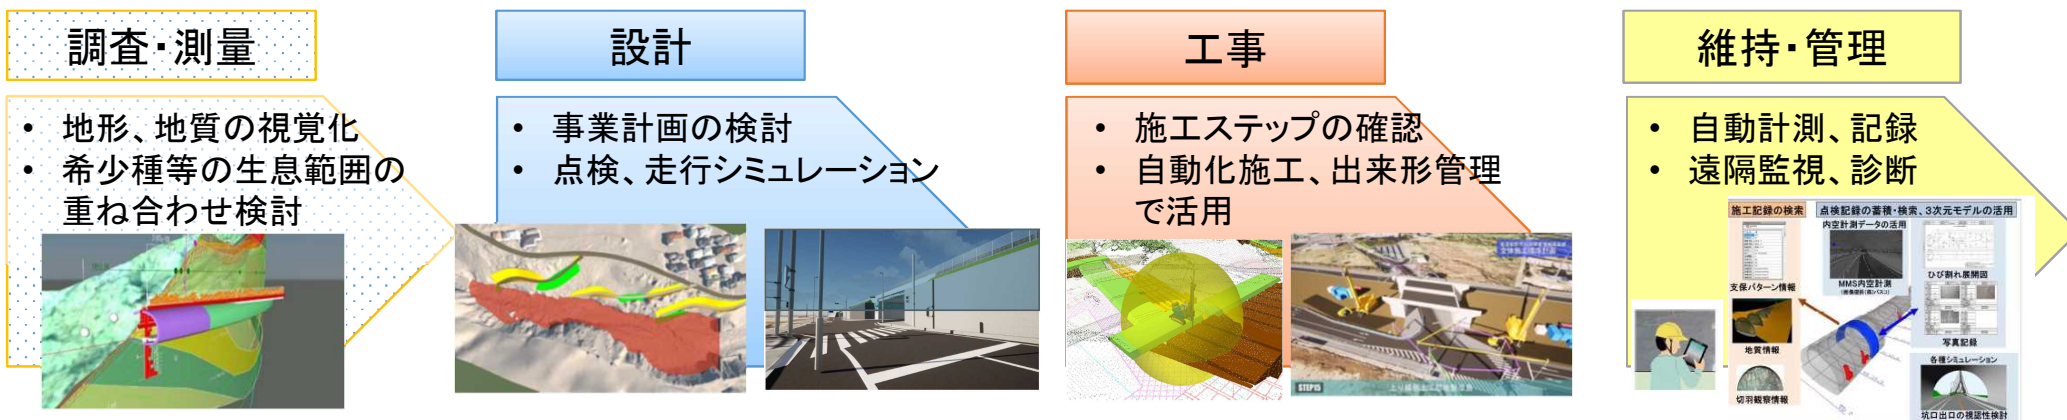 調査・測量
・ 地形、地質の視覚化
・ 希少種等の生息範囲の
重ね合わせ検討
設計
・ 事業計画の検討
・ 点検、走行シミュレーション
工事
・ 施工ステップの確認
・ 自動化施工、出来形管理
で活用
STEP15
維持・管理
・ 自動計測、記録
・ 遠隔監視、診断
施工記録の検索
点検記録の蓄積・検索、3次元モデルの活用
内空計測データの活用
ひび割れ展開図
MMS内空計測
支保パターン情報
写真記録
地質情報
各種シミュレーション
切羽観察情報
坑口出口の視認性検討